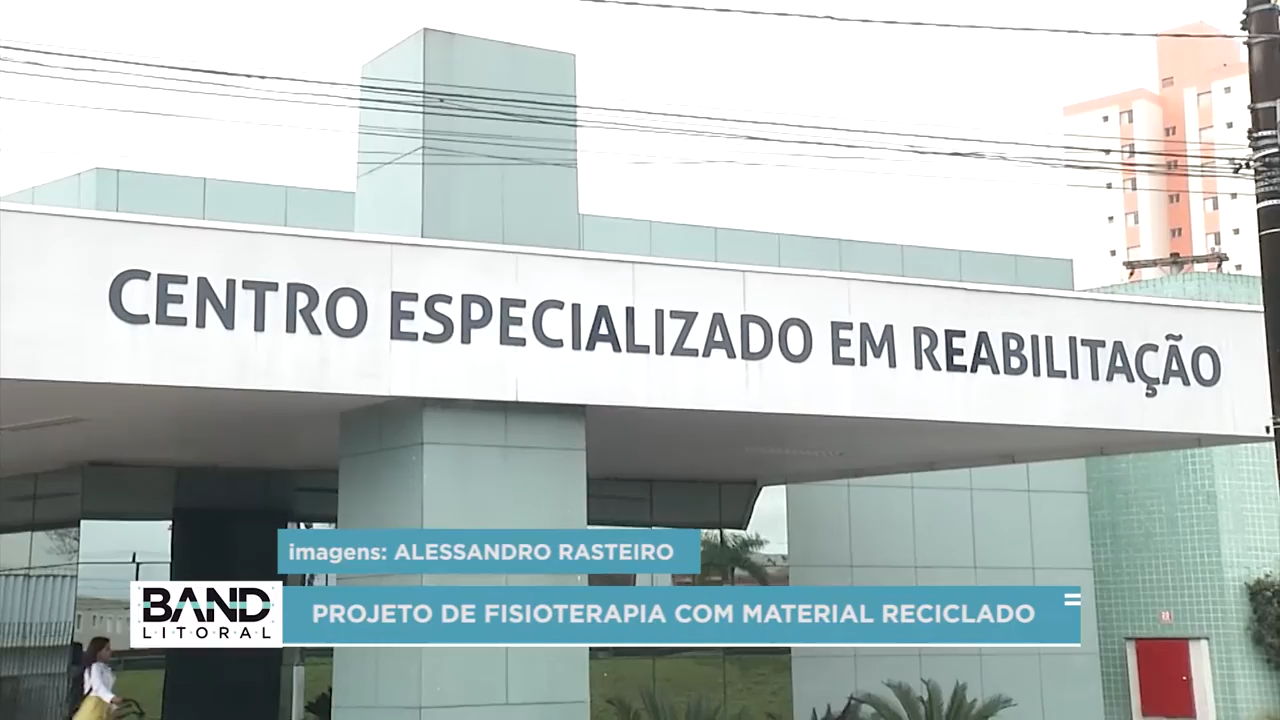 CENTRO ESPECIALIZADO EM REABILITAÇÃO
imagens: ALESSANDRO RASTEIRO
BAND
LITORAL
PROJETO DE FISIOTERAPIA COM MATERIAL RECICLADO